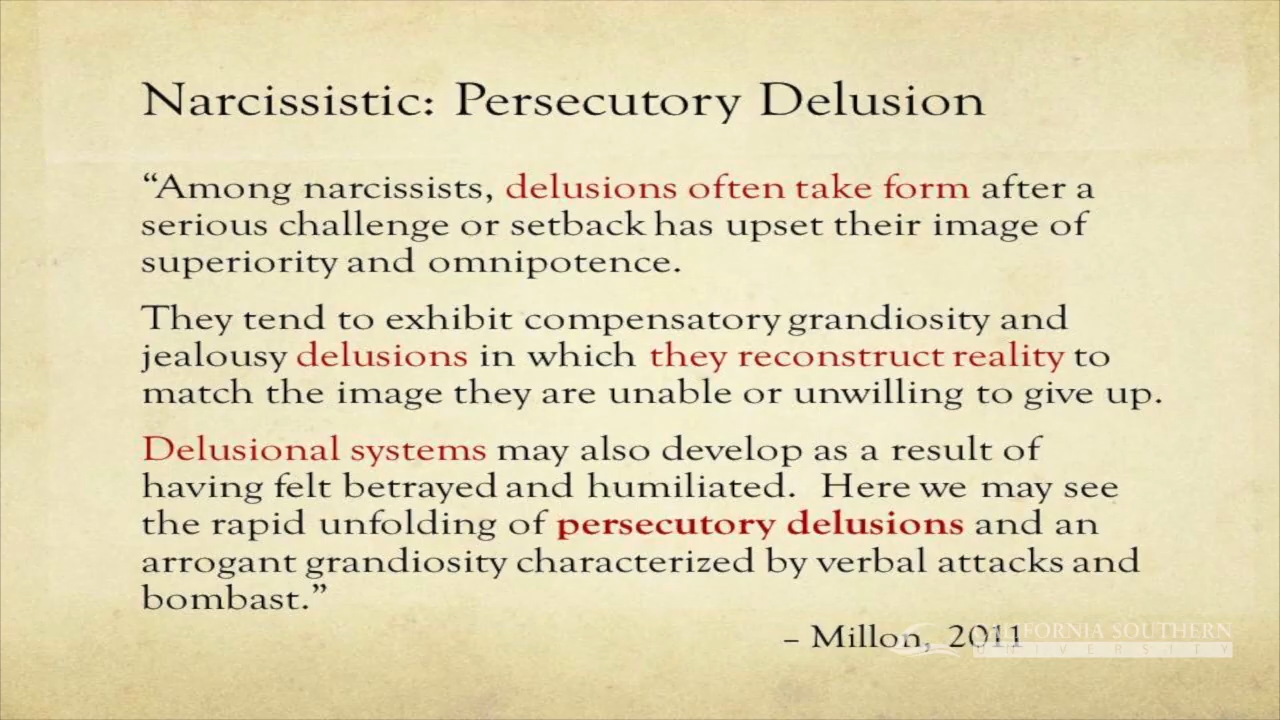 Narcissistic: Persecutory Delusion
“Among narcissists, delusions often take form after a
serious challenge or setback has upset their image of
superiority and omnipotence.
They tend to exhibit compensatory grandiosity and
jealousy delusions in which they reconstruct reality to
match the image they are unable or unwilling to give up.
Delusional systems may also develop as a result of
having felt betrayed and humiliated. Here we may see
the rapid unfolding of persecutory delusions and an
arrogant grandiosity characterized by verbal attacks and
bombast.”
– Millon, 2011
CALIFORNIA SOUTHERN
UNIVERSITY